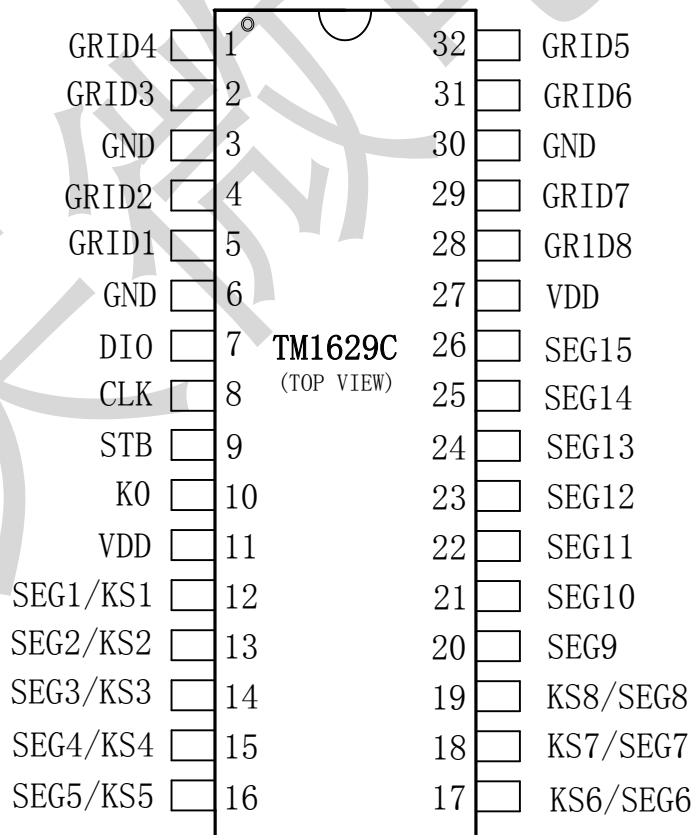 GRID4 1 32 GRID5
GRID3 2 31 GRID6
GND 3 30 GND
GRID2 4 29 GRID7
GRID1 5 28 GR1D8
GND 6 27 VDD
DIO 7 TM1629C 26 SEG15
(TOP VIEW)
CLK 8 25 SEG14
STB 9 24 SEG13
K0 10 23 SEG12
VDD 11 22 SEG11
SEG1/KS1 12 21 SEG10
SEG2/KS2 13 20 SEG9
SEG3/KS3 14 19 KS8/SEG8
SEG4/KS4 15 18 KS7/SEG7
SEG5/KS5 16 17 KS6/SEG6